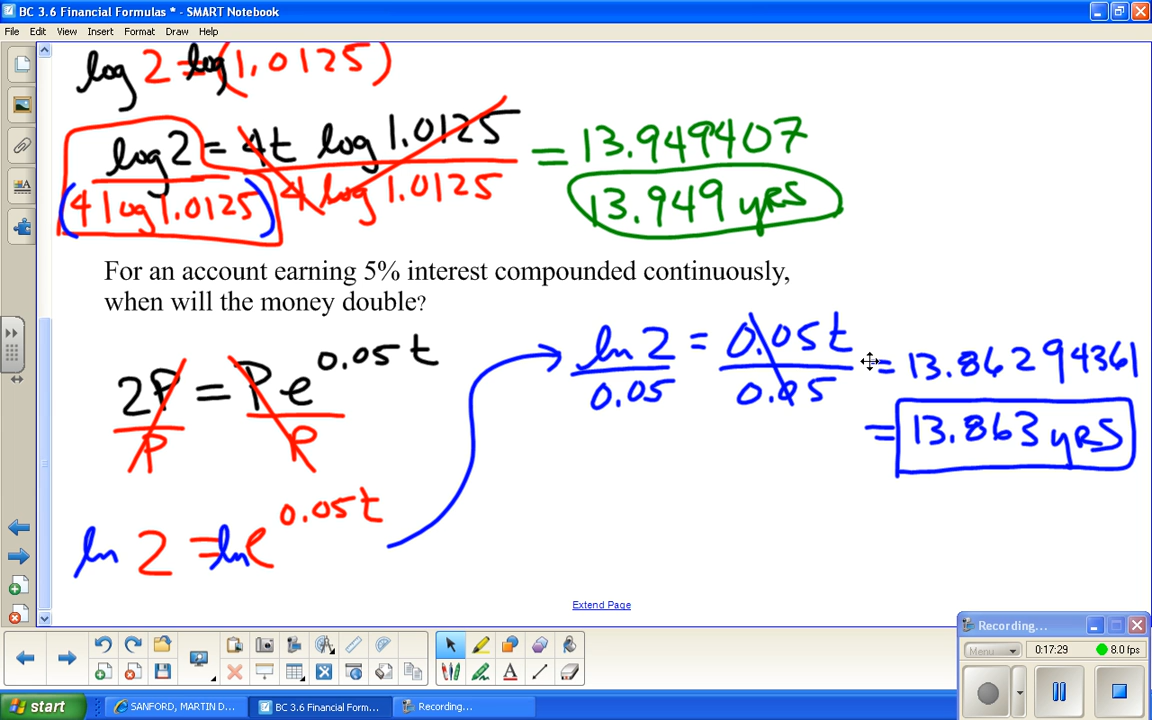 BC 3.6 Financial Formulas * - SMART Notebook
File Edit View Insert Format Draw Help
log 2 = log (1.0125)
log 2 = 4t log 1.0125
4 log 1.0125 4 log 1.0125
= 13.949407
13.949 yrs
For an account earning 5% interest compounded continuously,
when will the money double?
2P = Pe^0.05t
P P
ln 2 = ln e^0.05t
ln 2 = 0.05t
0.05 0.05
= 13.86294361
= 13.863 yrs
Extend Page
Recording...
Menu 0:17:29 8.0 fps
start SANFORD, MARTIN D... BC 3.6 Financial Form... Recording...